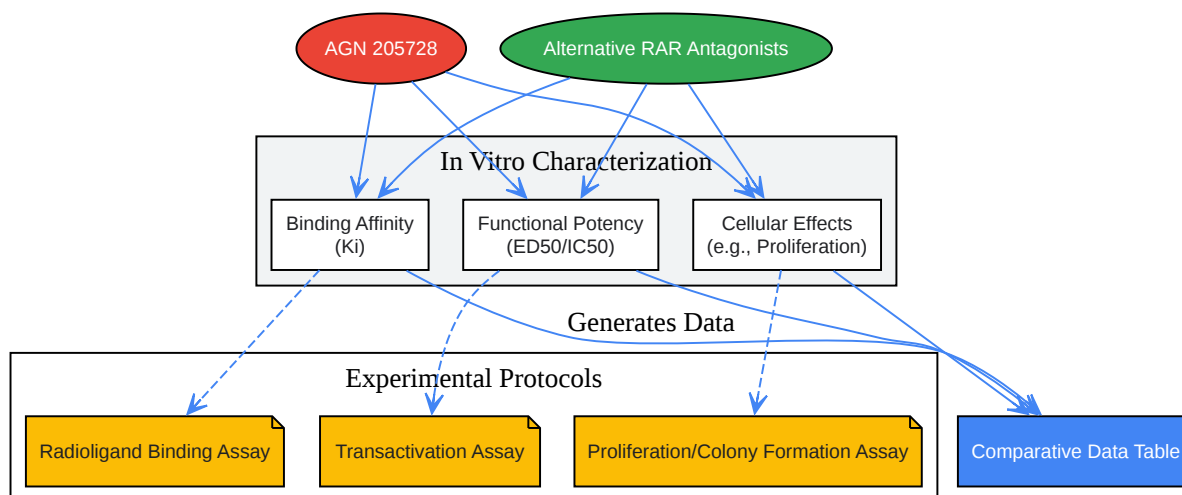 AGN 205728
Alternative RAR Antagonists
In Vitro Characterization
Binding Affinity
(Ki)
Functional Potency
(ED50/IC50)
Cellular Effects
(e.g., Proliferation)
Generates Data
Experimental Protocols
Radioligand Binding Assay
Transactivation Assay
Proliferation/Colony Formation Assay
Comparative Data Table